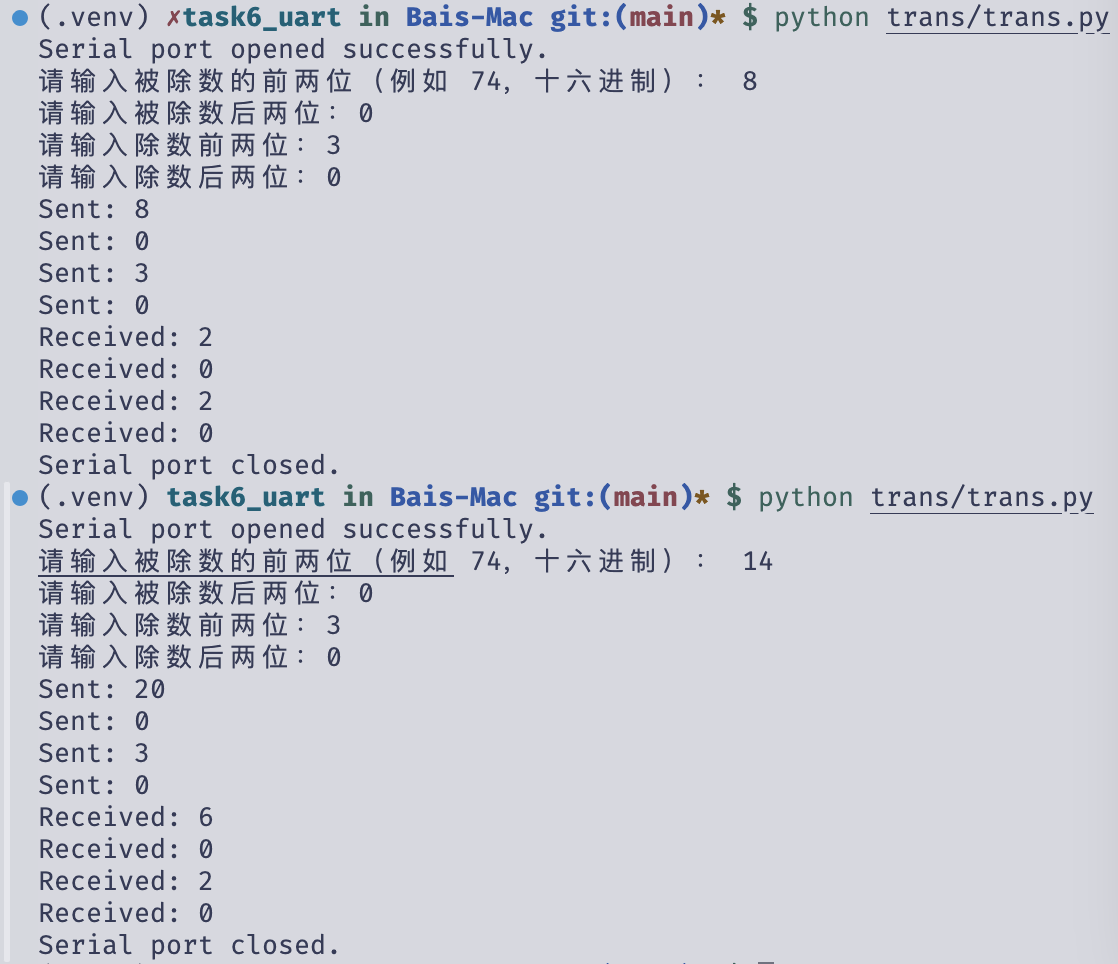 (.venv) ✗task6_uart in Bais-Mac git:(main)* $ python trans/trans.py
Serial port opened successfully.
请输入被除数的前两位（例如 74, 十六进制）： 8
请输入被除数后两位：0
请输入除数前两位：3
请输入除数后两位：0
Sent: 8
Sent: 0
Sent: 3
Sent: 0
Received: 2
Received: 0
Received: 2
Received: 0
Serial port closed.
(.venv) task6_uart in Bais-Mac git:(main)* $ python trans/trans.py
Serial port opened successfully.
请输入被除数的前两位（例如 74, 十六进制）： 14
请输入被除数后两位：0
请输入除数前两位：3
请输入除数后两位：0
Sent: 20
Sent: 0
Sent: 3
Sent: 0
Received: 6
Received: 0
Received: 2
Received: 0
Serial port closed.